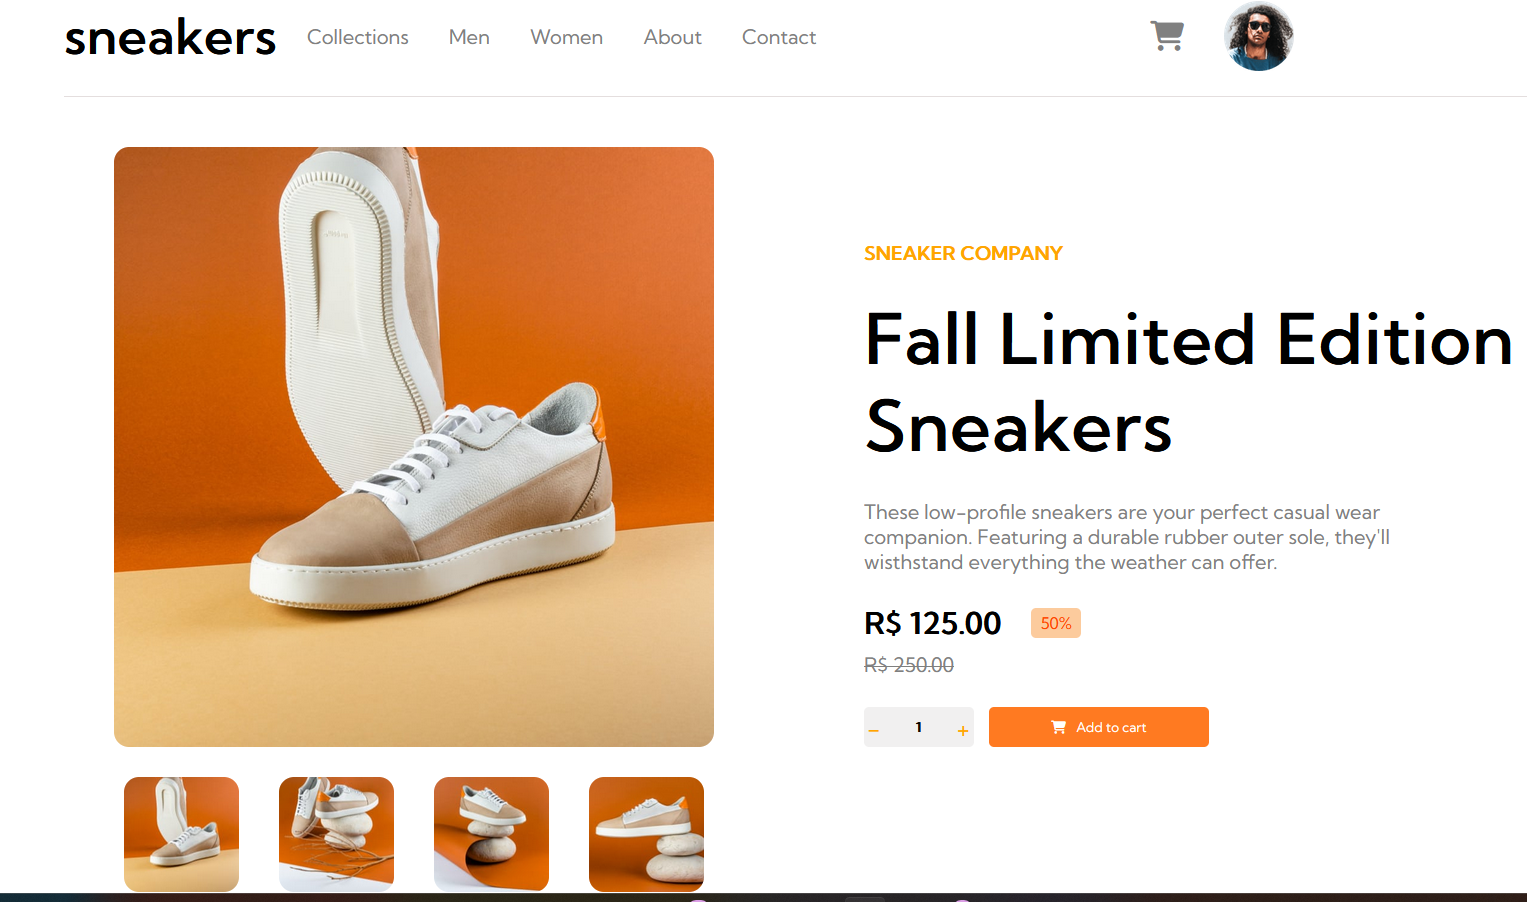 sneakers Collections Men Women About Contact
SNEAKER COMPANY
Fall Limited Edition
Sneakers
These low-profile sneakers are your perfect casual wear
companion. Featuring a durable rubber outer sole, they'll
wisthstand everything the weather can offer.
R$ 125.00 50%
R$ 250.00
− 1 + Add to cart